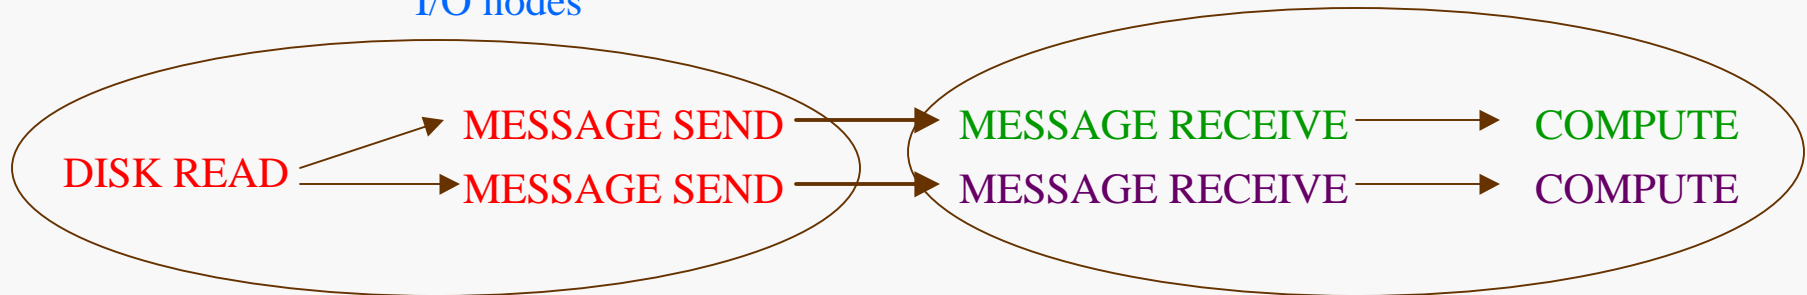 I/O nodes
MESSAGE SEND MESSAGE RECEIVE COMPUTE
DISK READ
MESSAGE SEND MESSAGE RECEIVE COMPUTE